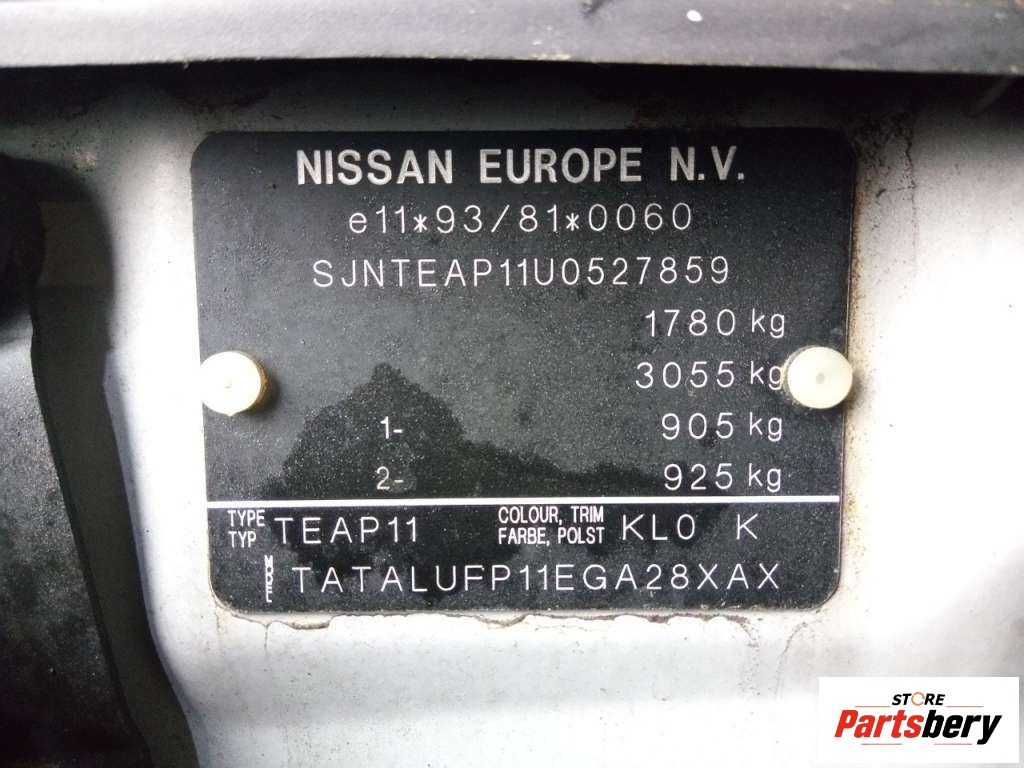 NISSAN EUROPE N.V.
e11*93/81*0060
SJNTEAP11U0527859
1780 kg
3055 kg
1- 905 kg
2- 925 kg
TYPE TYP TEAP11 COLOUR, TRIM FARBE, POLST KL0 K
MODEL TATALUFP11EGA28XAX
STORE
Partsbery